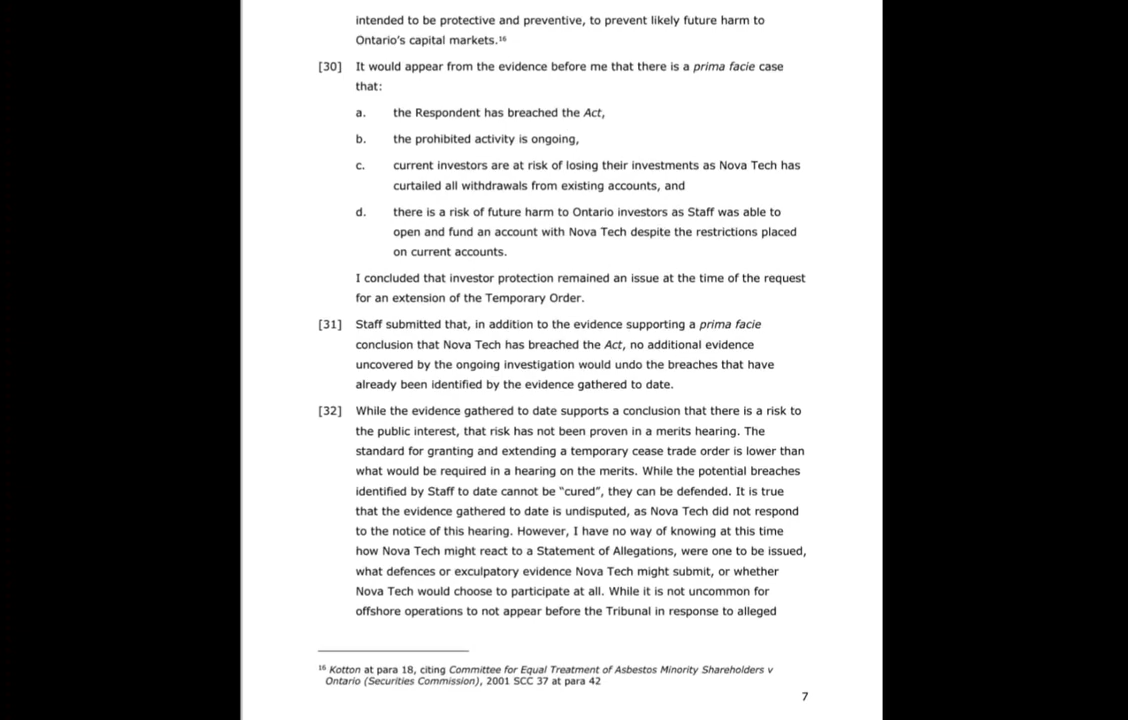 intended to be protective and preventive, to prevent likely future harm to
Ontario's capital markets.¹⁶
[30] It would appear from the evidence before me that there is a prima facie case
that:
a. the Respondent has breached the Act,
b. the prohibited activity is ongoing,
c. current investors are at risk of losing their investments as Nova Tech has
curtailed all withdrawals from existing accounts, and
d. there is a risk of future harm to Ontario investors as Staff was able to
open and fund an account with Nova Tech despite the restrictions placed
on current accounts.
I concluded that investor protection remained an issue at the time of the request
for an extension of the Temporary Order.
[31] Staff submitted that, in addition to the evidence supporting a prima facie
conclusion that Nova Tech has breached the Act, no additional evidence
uncovered by the ongoing investigation would undo the breaches that have
already been identified by the evidence gathered to date.
[32] While the evidence gathered to date supports a conclusion that there is a risk to
the public interest, that risk has not been proven in a merits hearing. The
standard for granting and extending a temporary cease trade order is lower than
what would be required in a hearing on the merits. While the potential breaches
identified by Staff to date cannot be "cured", they can be defended. It is true
that the evidence gathered to date is undisputed, as Nova Tech did not respond
to the notice of this hearing. However, I have no way of knowing at this time
how Nova Tech might react to a Statement of Allegations, were one to be issued,
what defences or exculpatory evidence Nova Tech might submit, or whether
Nova Tech would choose to participate at all. While it is not uncommon for
offshore operations to not appear before the Tribunal in response to alleged
¹⁶ Kotton at para 18, citing Committee for Equal Treatment of Asbestos Minority Shareholders v
Ontario (Securities Commission), 2001 SCC 37 at para 42
7